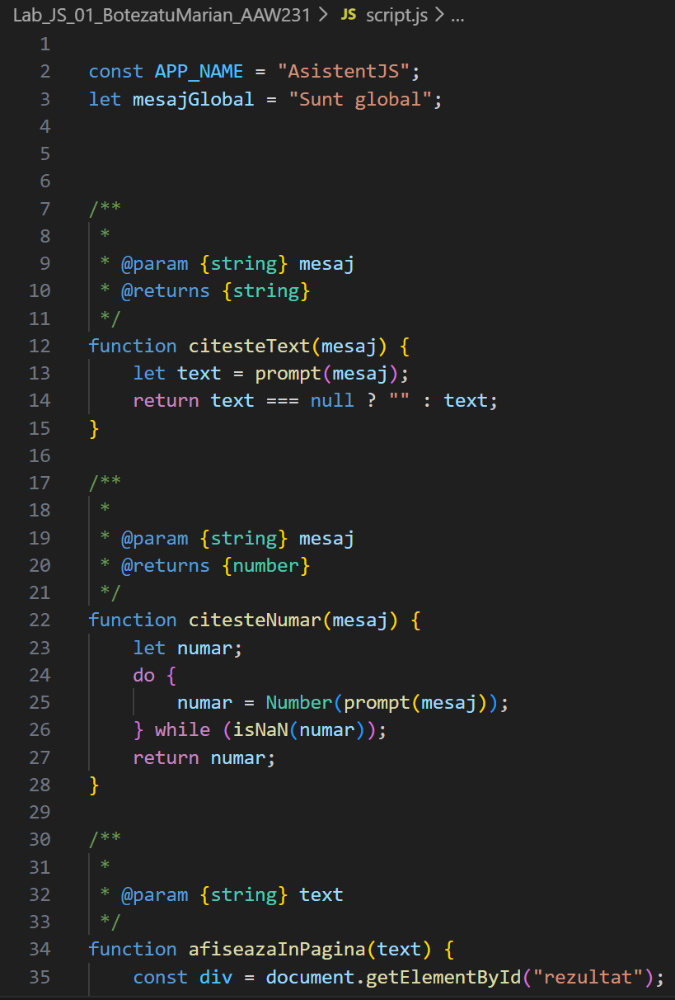 Lab_JS_01_BotezatuMarian_AAW231 > JS script.js > ...
1
2 const APP_NAME = "AsistentJS";
3 let mesajGlobal = "Sunt global";
4
5
6
7 /**
8  *
9  * @param {string} mesaj
10  * @returns {string}
11  */
12 function citesteText(mesaj) {
13     let text = prompt(mesaj);
14     return text === null ? "" : text;
15 }
16
17 /**
18  *
19  * @param {string} mesaj
20  * @returns {number}
21  */
22 function citesteNumar(mesaj) {
23     let numar;
24     do {
25         numar = Number(prompt(mesaj));
26     } while (isNaN(numar));
27     return numar;
28 }
29
30 /**
31  *
32  * @param {string} text
33  */
34 function afiseazaInPagina(text) {
35     const div = document.getElementById("rezultat");